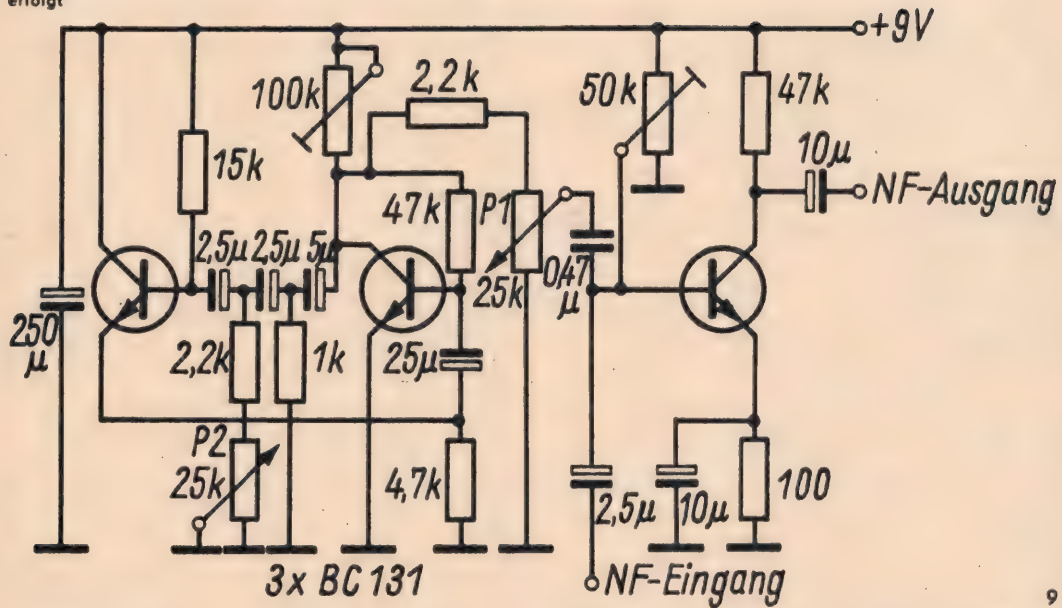 erfolgt
+9V
100k
2,2k
50k
47k
15k
10µ
NF-Ausgang
47k
P1
2,5µ
2,5µ
5µ
25k
0,47
µ
250
µ
2,2k
1k
25µ
P2
25k
4,7k
2,5µ
10µ
100
3x BC 131
NF-Eingang
9